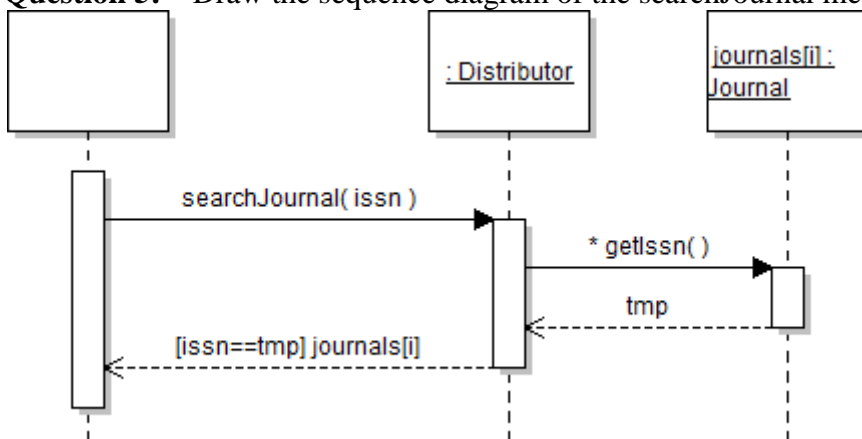 Question 3: Draw the sequence diagram of the searchJournal me
: Distributor
journals[i] :
Journal
searchJournal( issn )
* getIssn( )
tmp
[issn==tmp] journals[i]